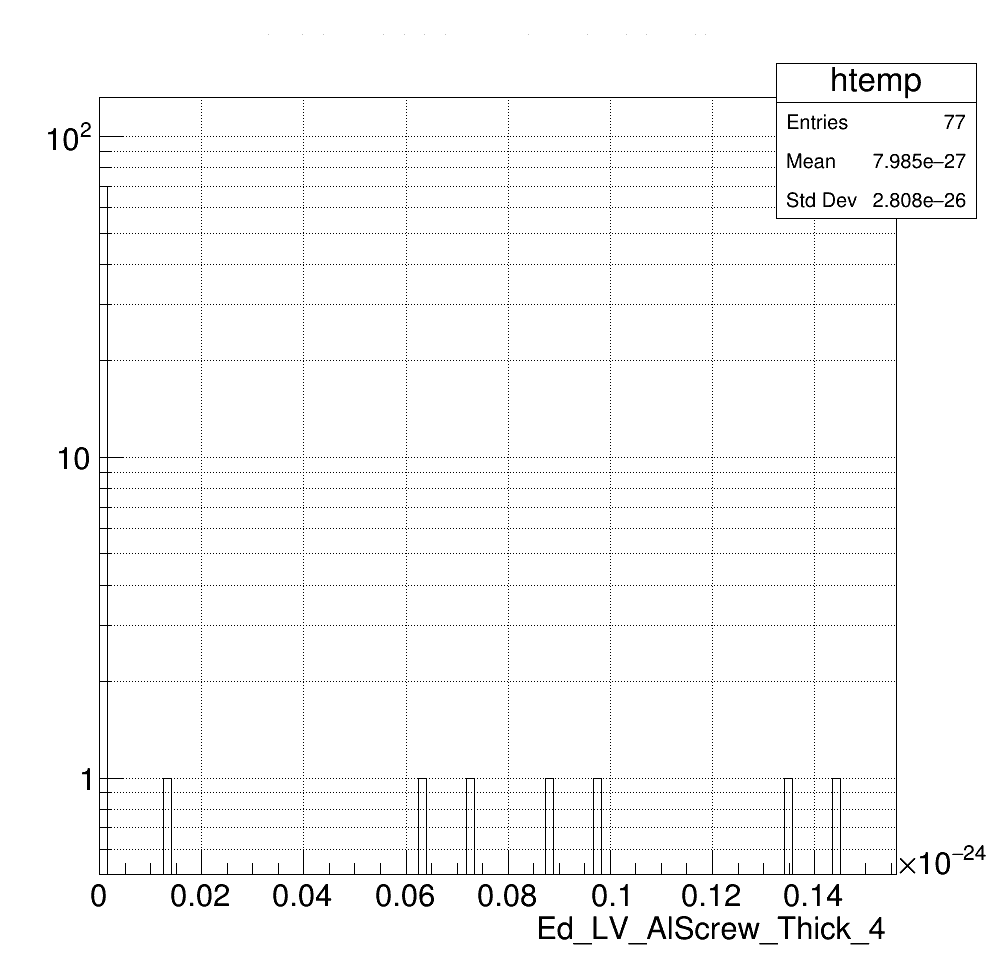 htemp
Entries 77
Mean 7.985e−27
Std Dev 2.808e−26
10²
10
1
0 0.02 0.04 0.06 0.08 0.1 0.12 0.14
×10⁻²⁴
Ed_LV_AlScrew_Thick_4